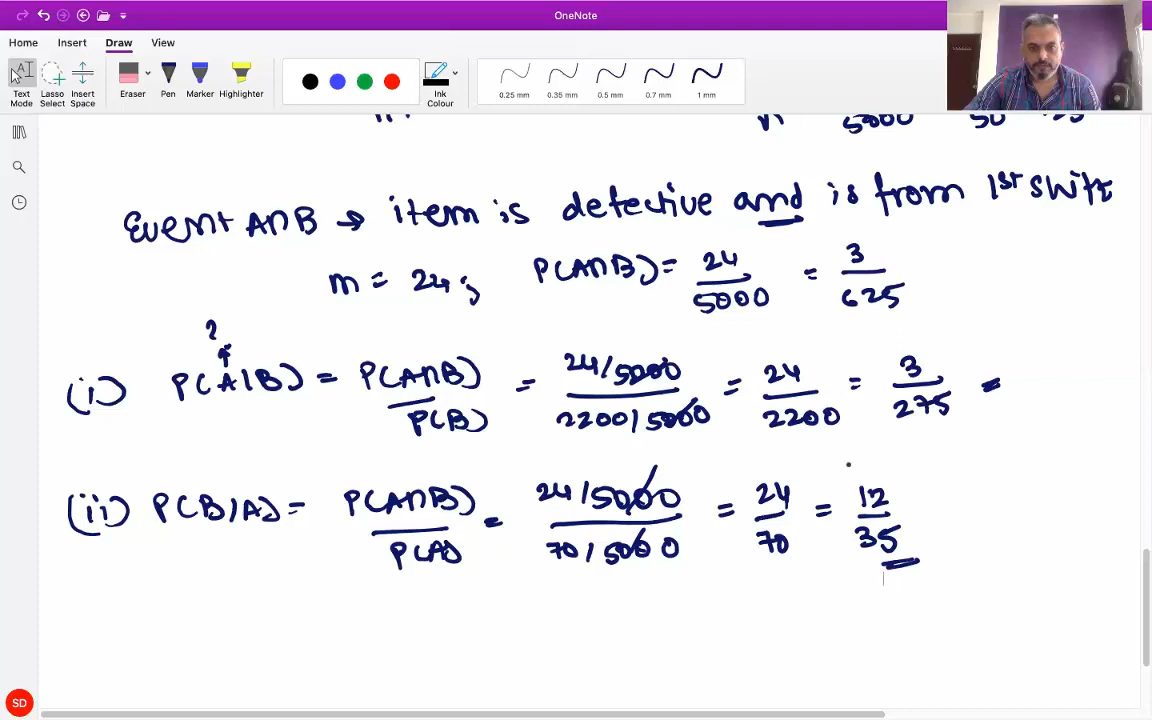 OneNote
Home Insert Draw View
Text Mode
Lasso Select
Insert Space
Eraser
Pen
Marker
Highlighter
Ink Colour
0.25 mm 0.35 mm 0.5 mm 0.7 mm 1 mm
5000 50
Event A∩B → item is defective and is from 1st shift
m = 24 ; P(A∩B) = 24/5000 = 3/625
?
(i) P(A|B) = P(A∩B)/P(B) = 24/5000 / 2200/5000 = 24/2200 = 3/275 =
(ii) P(B|A) = P(A∩B)/P(A) = 24/5000 / 70/5000 = 24/70 = 12/35
SD